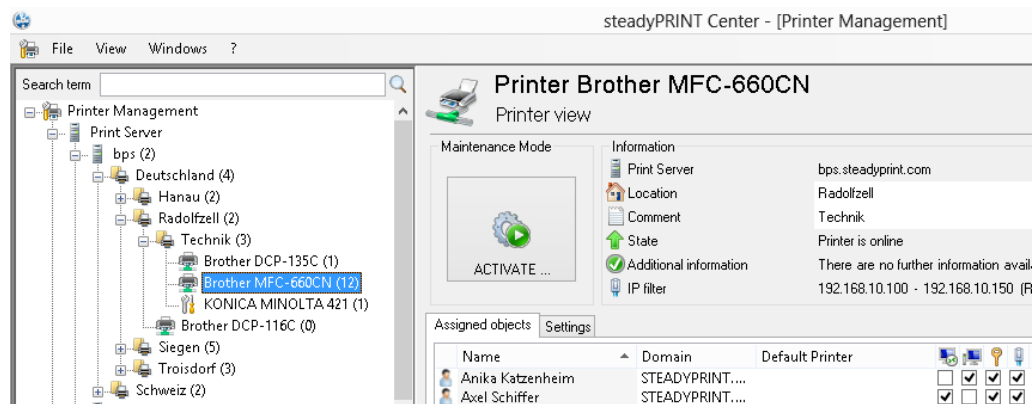 steadyPRINT Center - [Printer Management]
File View Windows ?
Search term
Printer Management
Print Server
bps (2)
Deutschland (4)
Hanau (2)
Radolfzell (2)
Technik (3)
Brother DCP-135C (1)
Brother MFC-660CN (12)
KONICA MINOLTA 421 (1)
Brother DCP-116C (0)
Siegen (5)
Troisdorf (3)
Schweiz (2)
Printer Brother MFC-660CN
Printer view
Maintenance Mode
ACTIVATE ...
Information
Print Server bps.steadyprint.com
Location Radolfzell
Comment Technik
State Printer is online
Additional information There are no further information avail
IP filter 192.168.10.100 - 192.168.10.150 (R
Assigned objects Settings
Name Domain Default Printer
Anika Katzenheim STEADYPRINT....
Axel Schiffer STEADYPRINT....